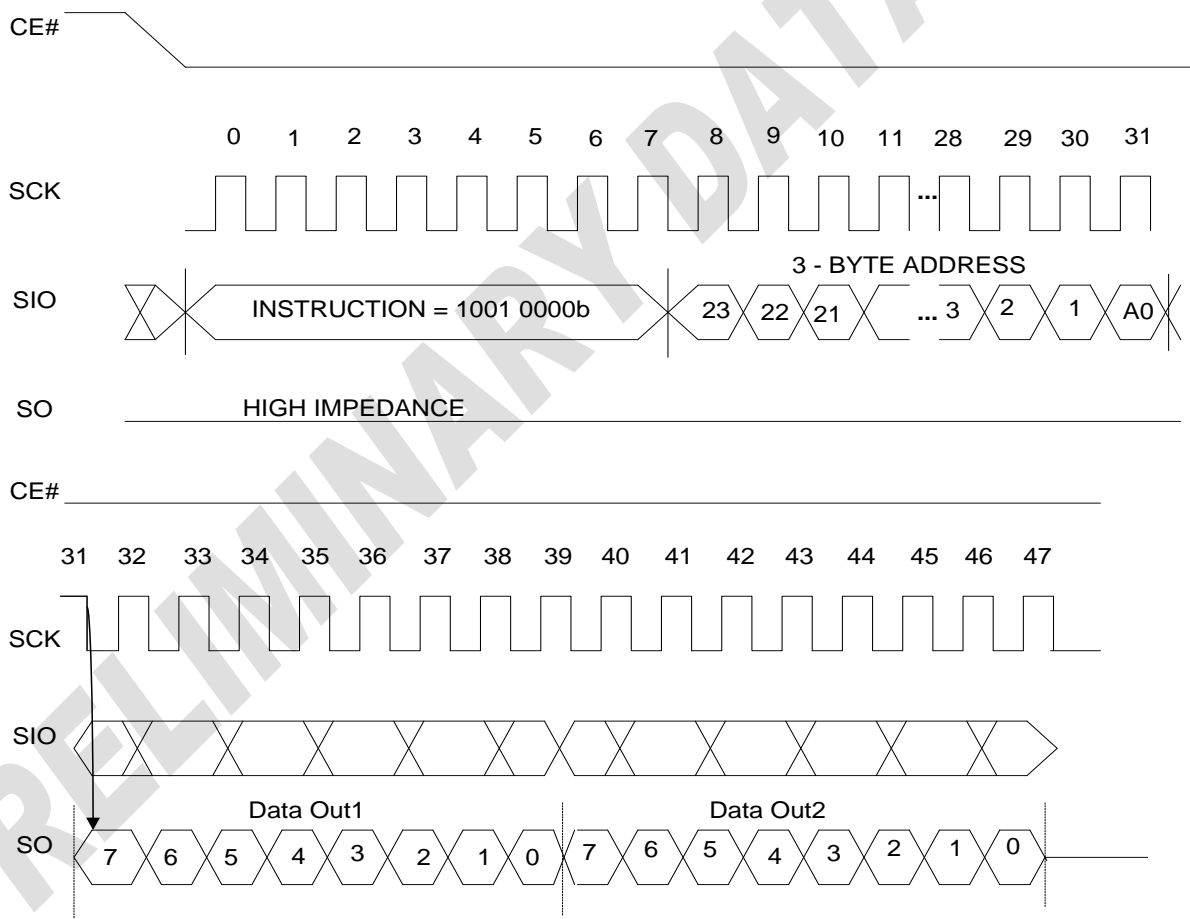 CE#
0 1 2 3 4 5 6 7 8 9 10 11 28 29 30 31
SCK ...
3 - BYTE ADDRESS
SIO INSTRUCTION = 1001 0000b 23 22 21 ... 3 2 1 A0
SO HIGH IMPEDANCE
CE#
31 32 33 34 35 36 37 38 39 40 41 42 43 44 45 46 47
SCK
SIO
Data Out1 Data Out2
SO 7 6 5 4 3 2 1 0 7 6 5 4 3 2 1 0
RELIMINARY DATA